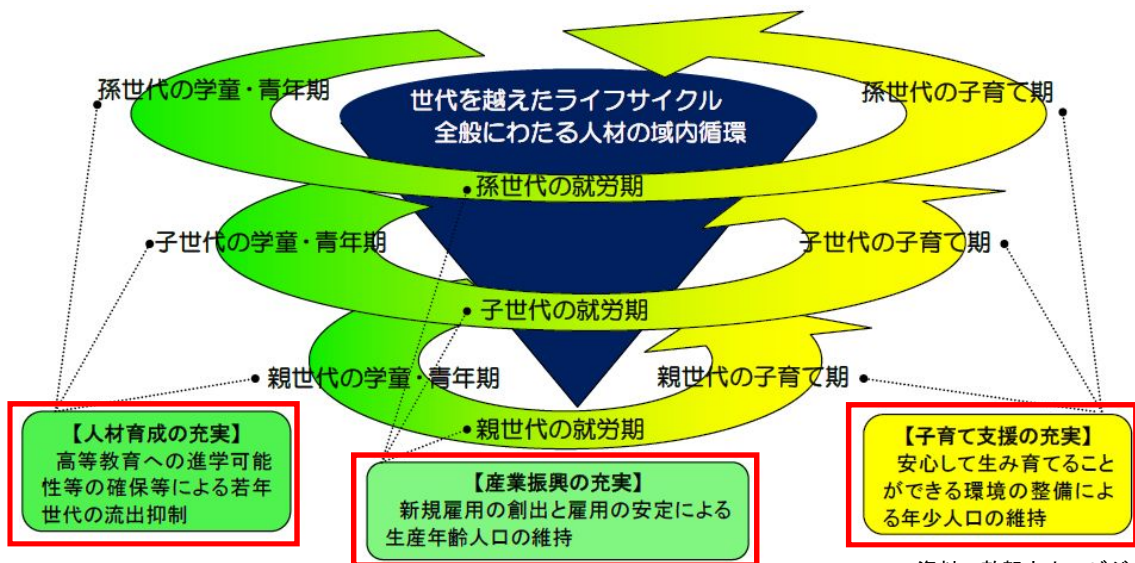 世代を越えたライフサイクル
全般にわたる人材の域内循環
孫世代の学童・青年期
孫世代の子育て期
孫世代の就労期
子世代の学童・青年期
子世代の子育て期
子世代の就労期
親世代の学童・青年期
親世代の子育て期
親世代の就労期
【人材育成の充実】
高等教育への進学可能
性等の確保等による若年
世代の流出抑制
【産業振興の充実】
新規雇用の創出と雇用の安定による
生産年齢人口の維持
【子育て支援の充実】
安心して生み育てること
ができる環境の整備によ
る年少人口の維持